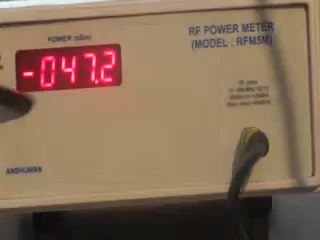 POWER (dBm)
-047.2
RF POWER METER
(MODEL : RFM5M)
ANSHUMAN